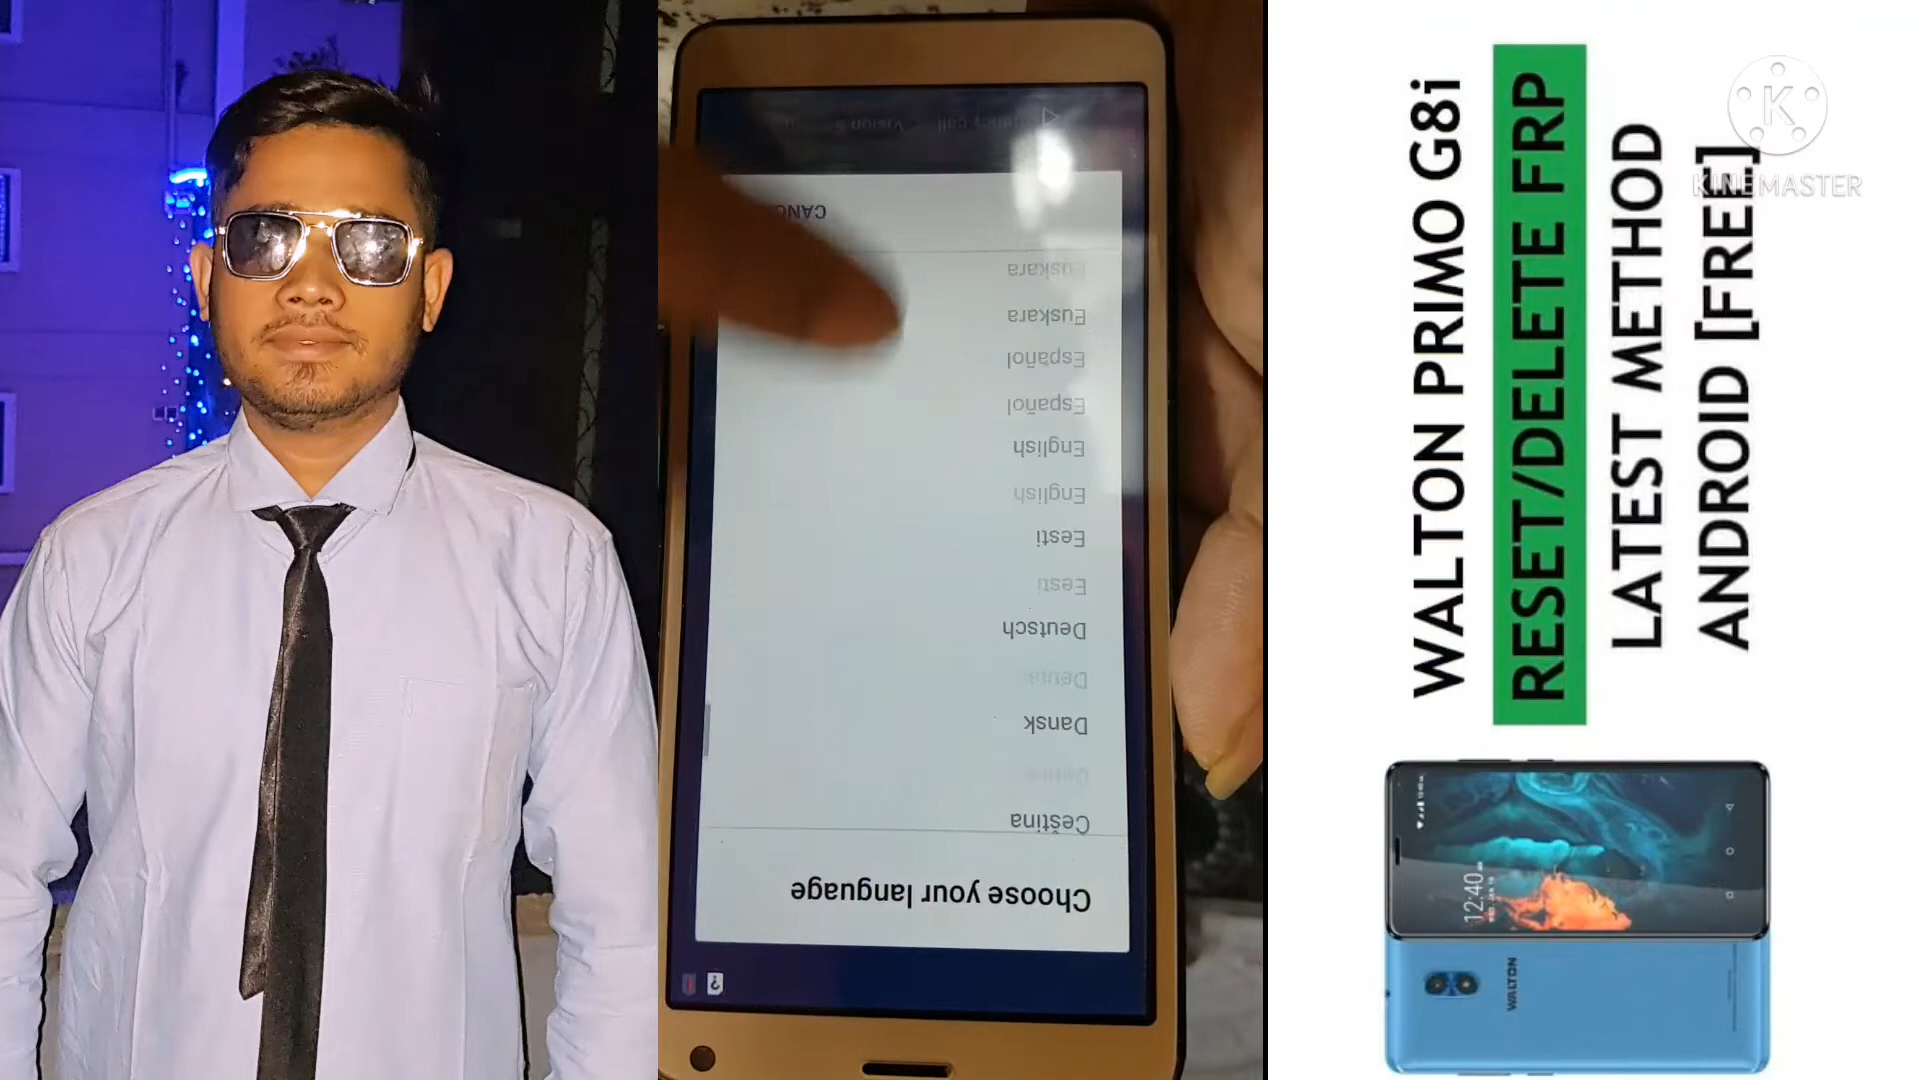 Choose your language
Čeština
Dansk
Deutsch
Eesti
Eesti
English
English
Español
Español
Euskara
Euskara
WALTON PRIMO G8i
RESET/DELETE FRP
LATEST METHOD
ANDROID [FREE]
KINEMASTER
K
12:40
WALTON